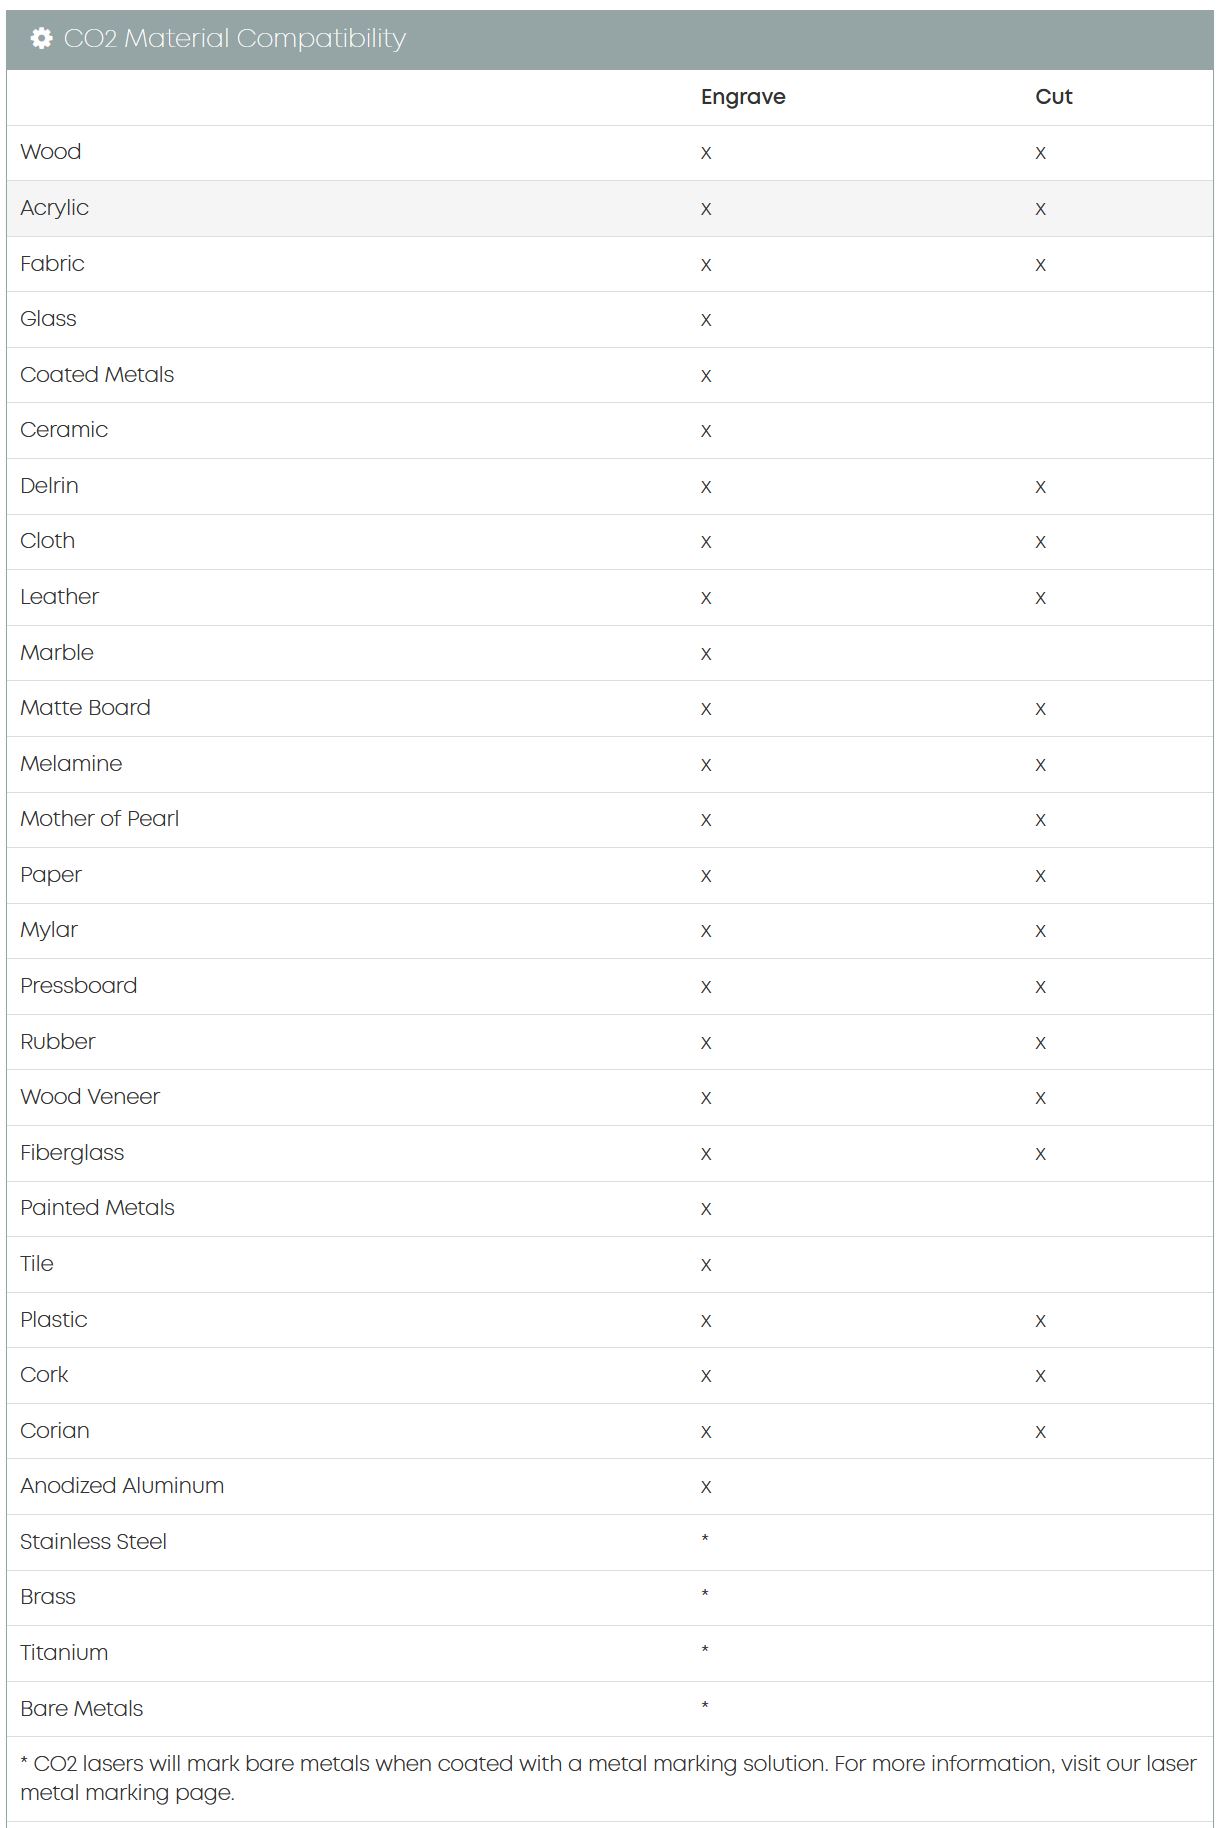 CO2 Material Compatibility
Engrave Cut
Wood x x
Acrylic x x
Fabric x x
Glass x
Coated Metals x
Ceramic x
Delrin x x
Cloth x x
Leather x x
Marble x
Matte Board x x
Melamine x x
Mother of Pearl x x
Paper x x
Mylar x x
Pressboard x x
Rubber x x
Wood Veneer x x
Fiberglass x x
Painted Metals x
Tile x
Plastic x x
Cork x x
Corian x x
Anodized Aluminum x
Stainless Steel *
Brass *
Titanium *
Bare Metals *
* CO2 lasers will mark bare metals when coated with a metal marking solution. For more information, visit our laser
metal marking page.